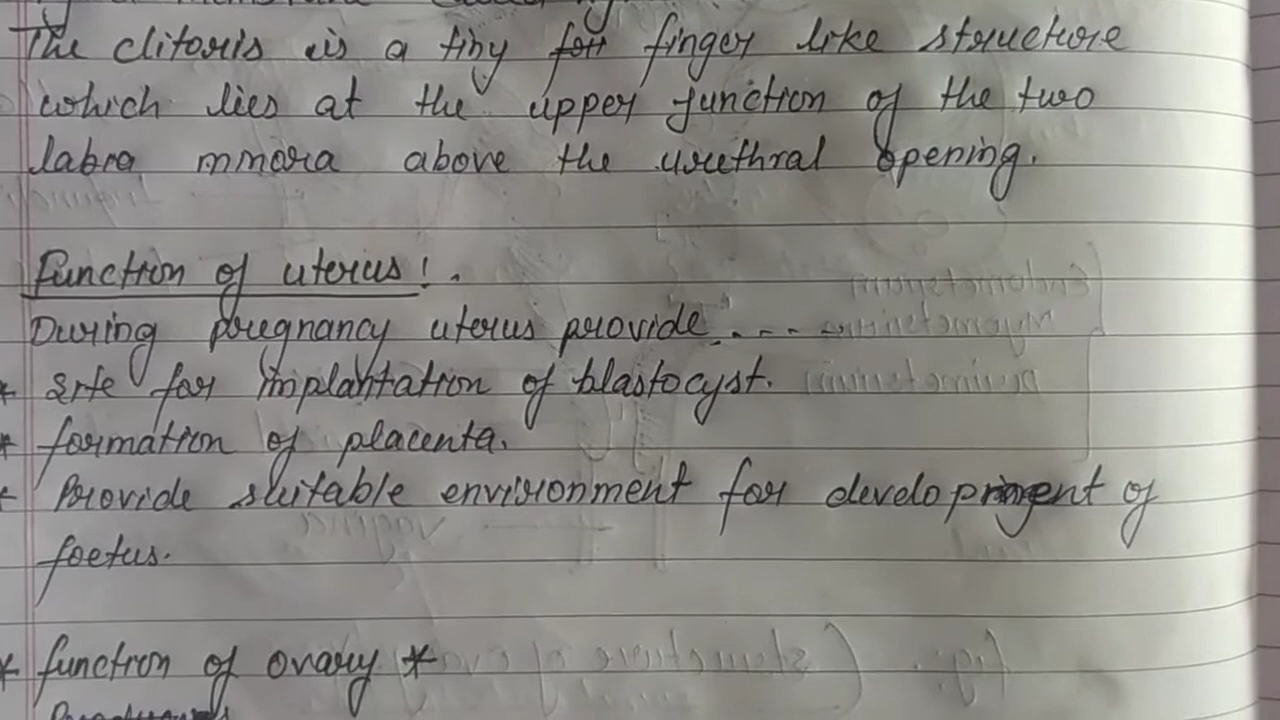 The clitoris is a tiny finger like structure
which lies at the upper junction of the two
labra mmora above the urethral opening.
Function of uterus!.
During pregnancy uterus provide....
* site for implantation of blastocyst.
* formation of placenta.
* Provide suitable environment for development of
foetus.
* function of ovary *